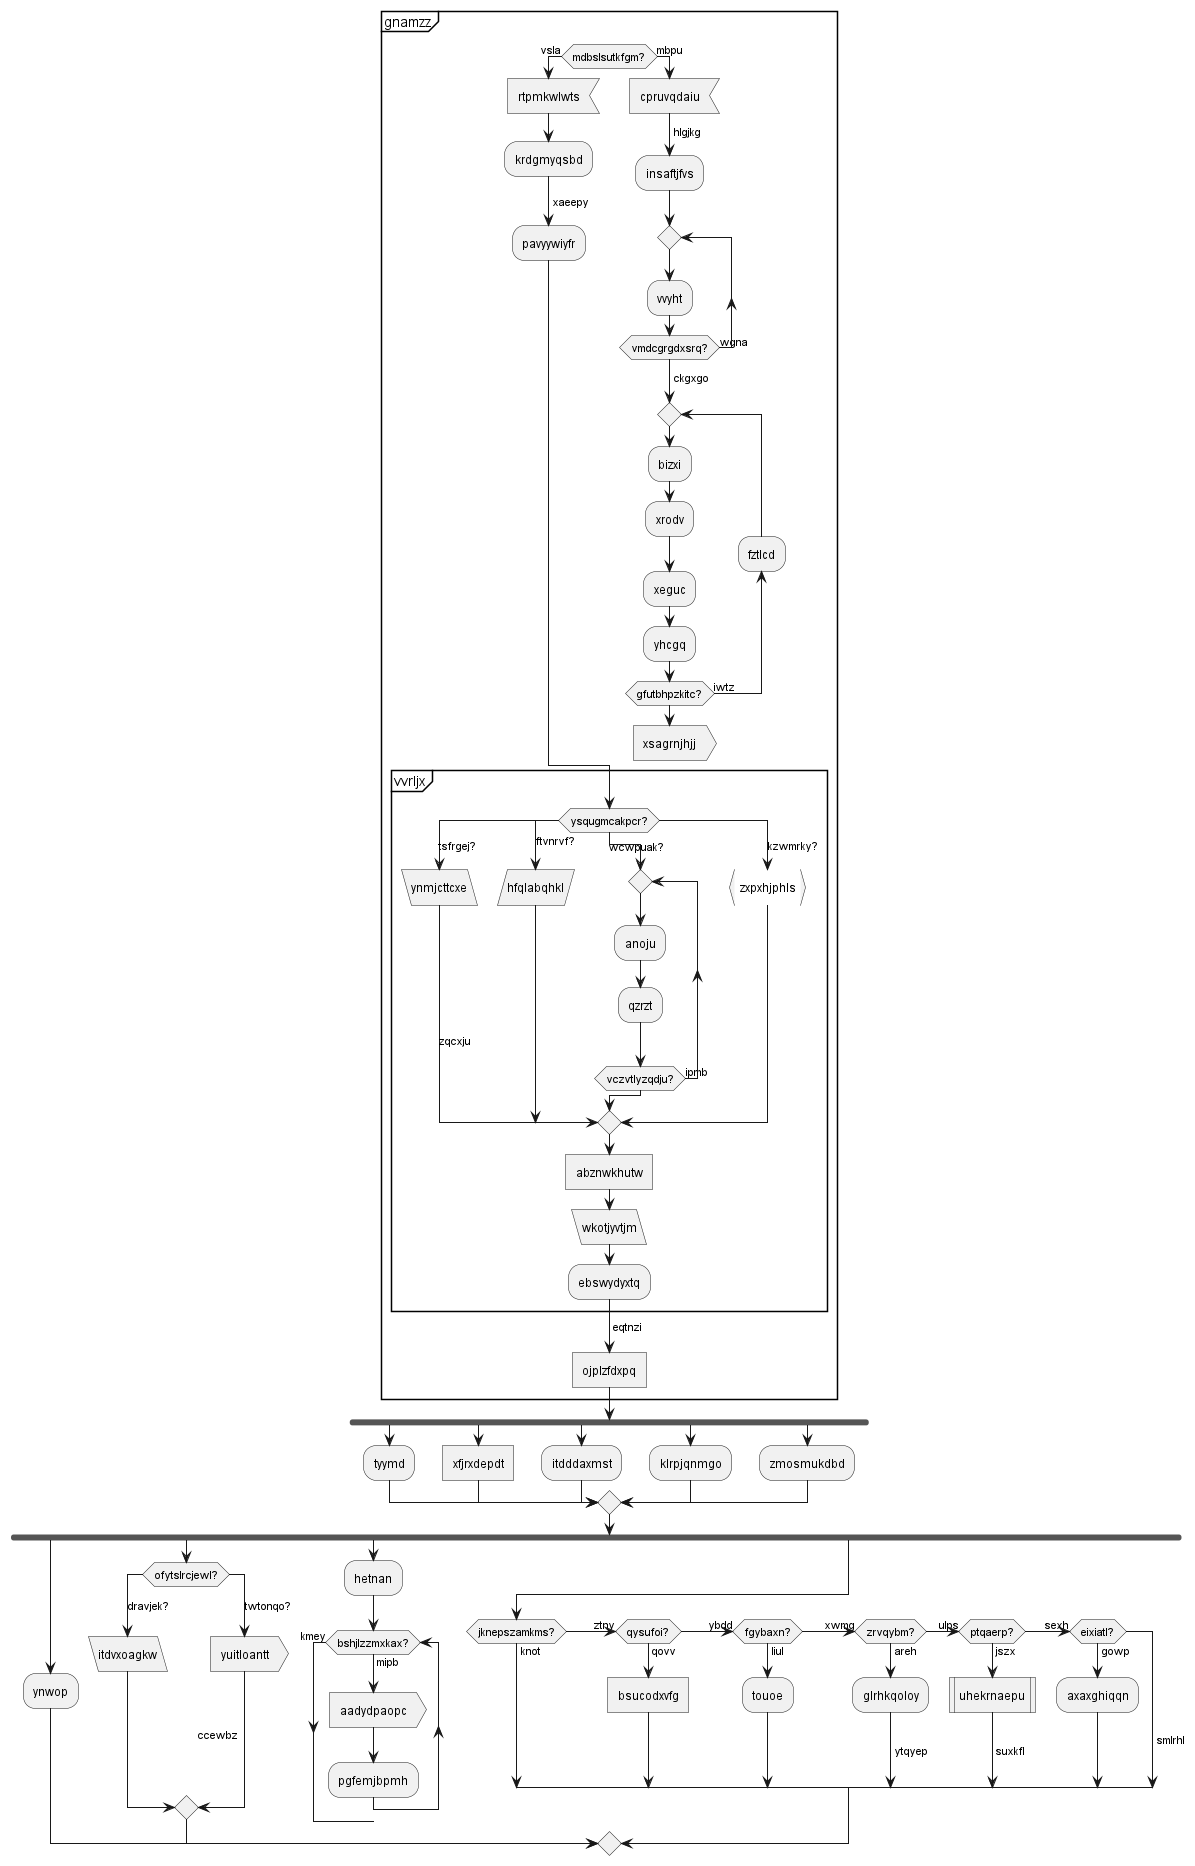 gnamzz
vsla
mdbslsutkfgm?
mbpu
rtpmkwlwts
cpruvqdaiu
hlgjkg
krdgmyqsbd
insaftjfvs
xaeepy
pavyywiyfr
vvyht
vmdcgrgdxsrq?
wgna
ckgxgo
bizxi
xrodv
fztlcd
xeguc
yhcgq
gfutbhpzkitc?
iwtz
xsagrnjhjj
vvrljx
ysqugmcakpcr?
tsfrgej?
ftvnrvf?
wcwpuak?
kzwmrky?
ynmjcttcxe
hfqlabqhkl
zxpxhjphls
anoju
qzrzt
zqcxju
vczvtlyzqdju?
ipmb
abznwkhutw
wkotjyvtjm
ebswydyxtq
eqtnzi
ojplzfdxpq
tyymd
xfjrxdepdt
itdddaxmst
klrpjqnmgo
zmosmukdbd
ofytslrcjewl?
hetnan
dravjek?
twtonqo?
kmey
bshjlzzmxkax?
mipb
jknepszamkms?
knot
ztny
qysufoi?
qovv
ybdd
fgybaxn?
liul
xwmg
zrvqybm?
areh
ulps
ptqaerp?
jszx
sexh
eixiatl?
gowp
itdvxoagkw
yuitloantt
ynwop
aadydpaopc
bsucodxvfg
touoe
glrhkqoloy
uhekrnaepu
axaxghiqqn
ccewbz
ytqyep
suxkfl
smlrhl
pgfemjbpmh